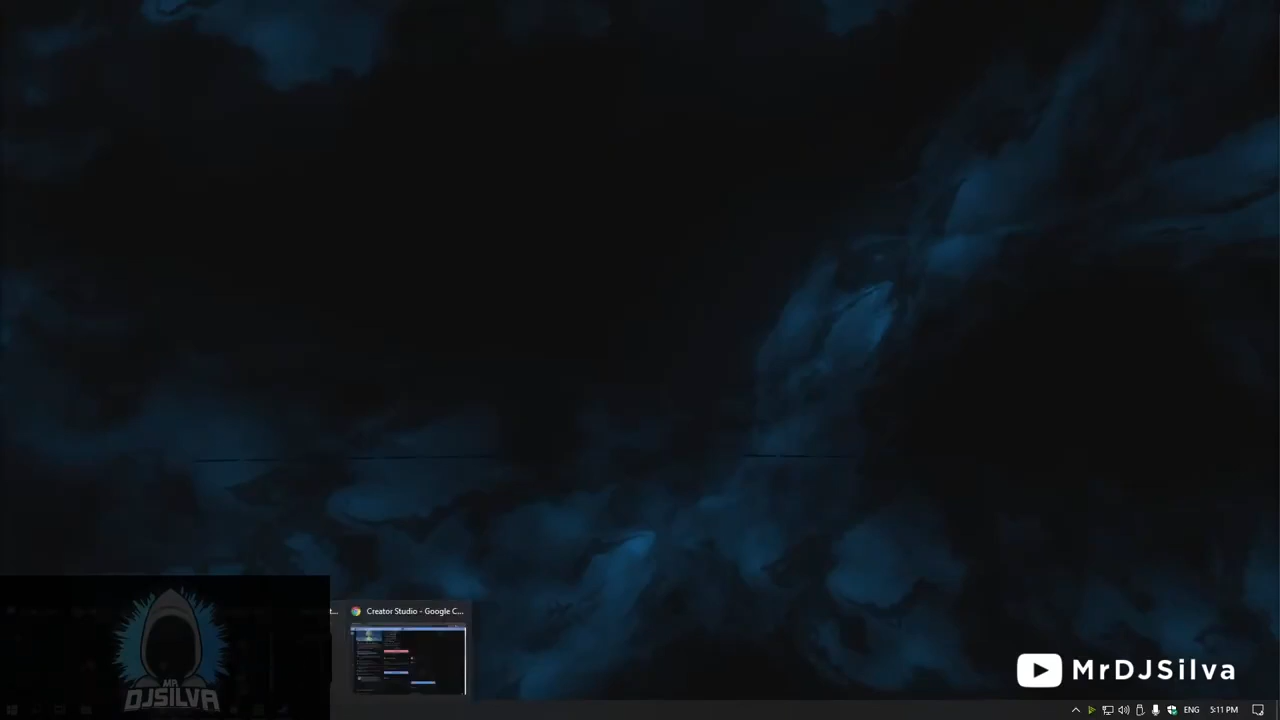 t...
Creator Studio - Google C...
MR.
DJSILVA
MrDJSilva
ENG
5:11 PM